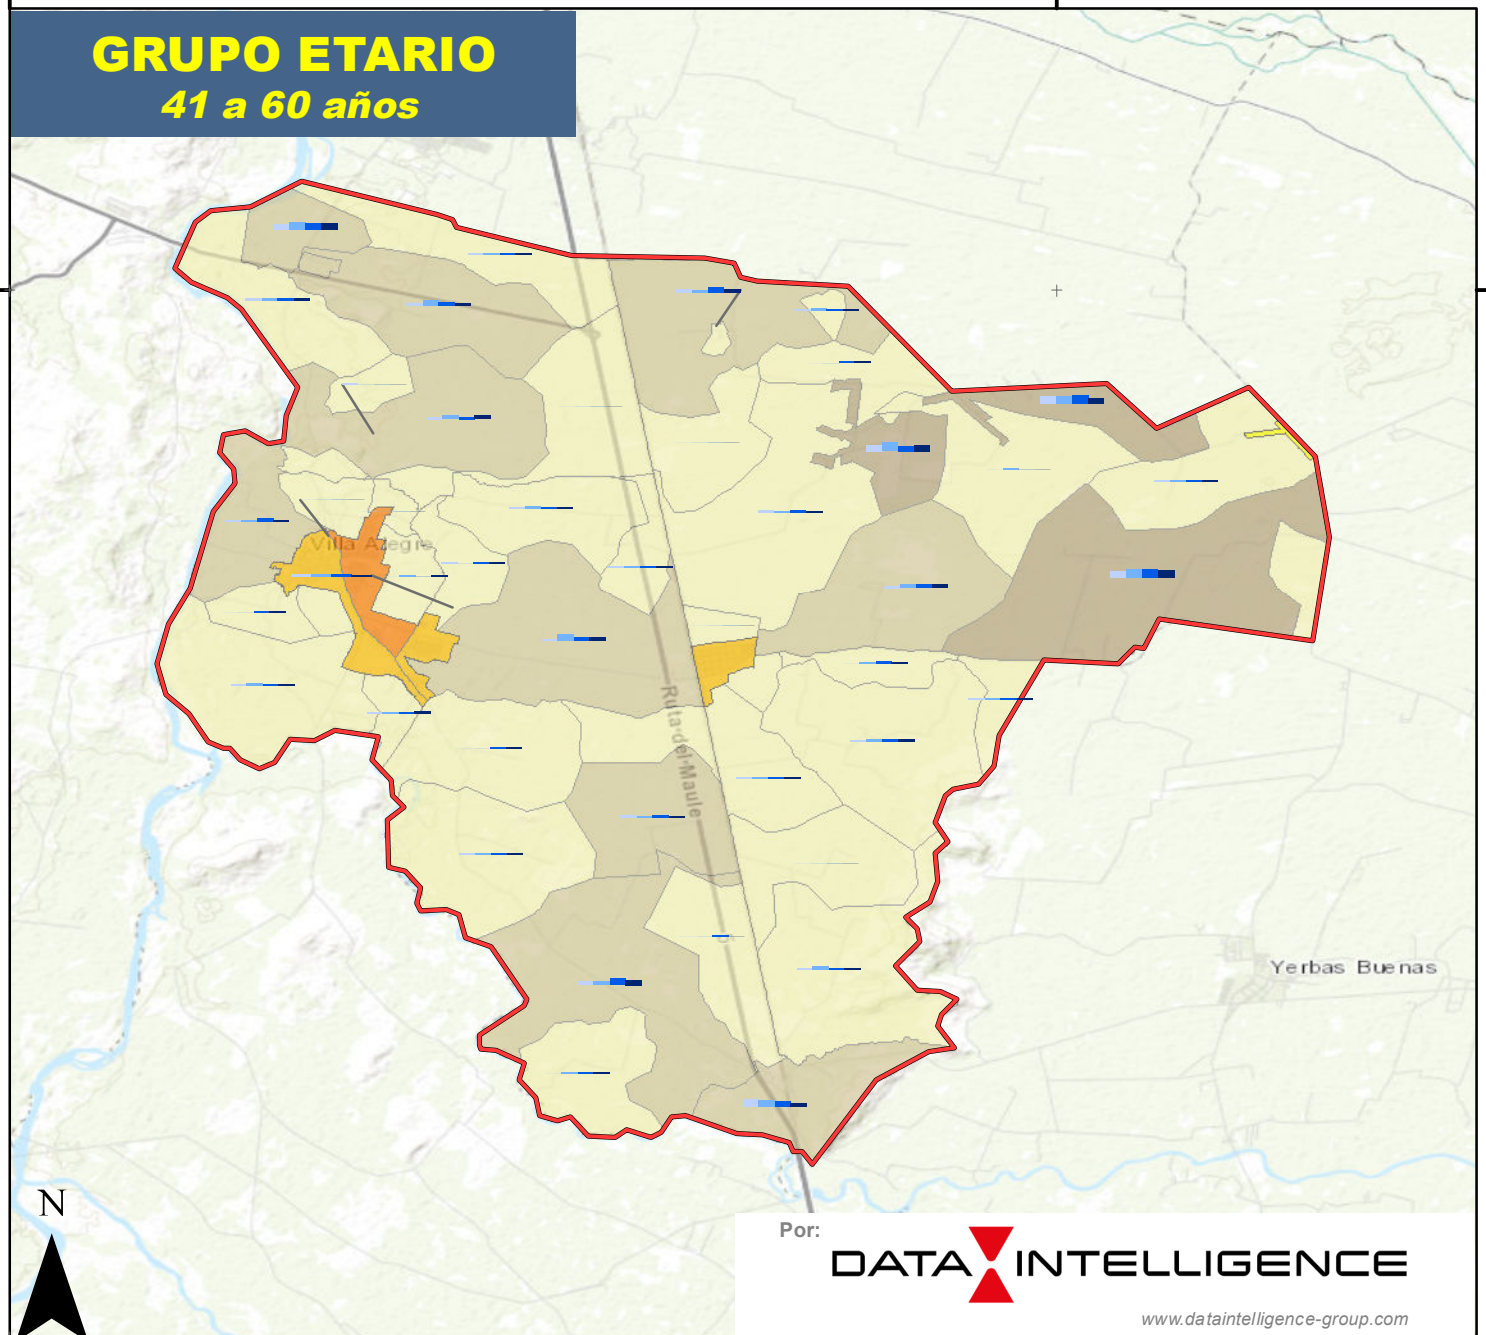 GRUPO ETARIO
41 a 60 años
Villa Alegre
Ruta del Maule
5
Yerbas Buenas
N
Por:
DATA INTELLIGENCE
www.dataintelligence-group.com